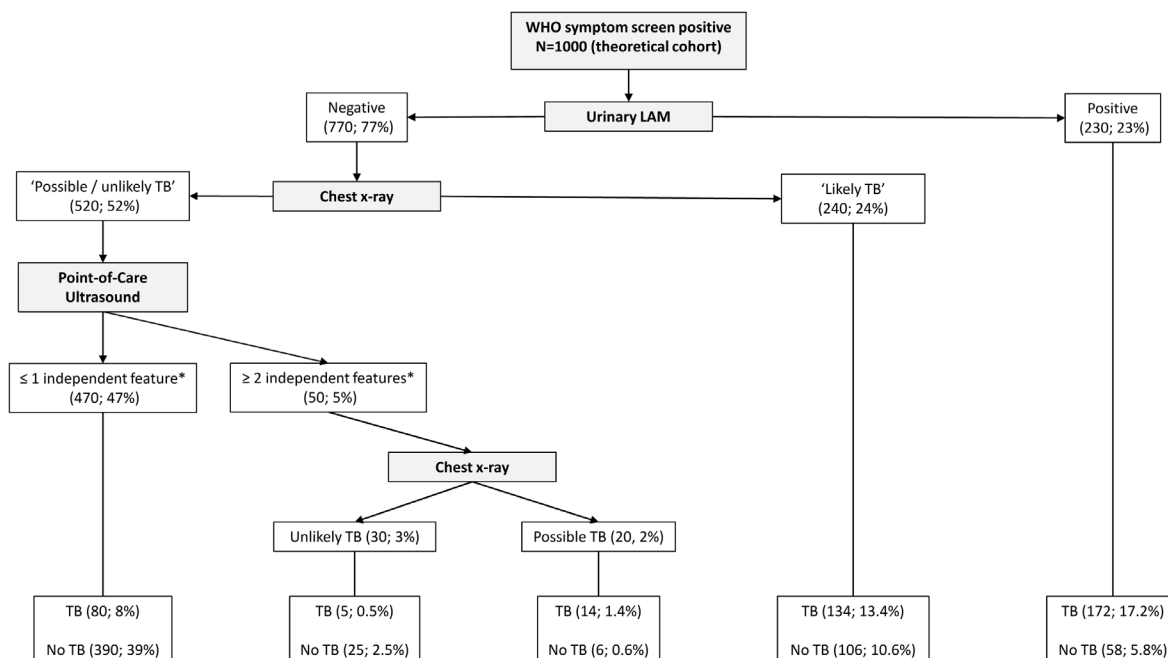 WHO symptom screen positive
N=1000 (theoretical cohort)
Negative
(770; 77%)
Urinary LAM
Positive
(230; 23%)
‘Possible / unlikely TB’
(520; 52%)
Chest x-ray
‘Likely TB’
(240; 24%)
Point-of-Care
Ultrasound
≤ 1 independent feature*
(470; 47%)
≥ 2 independent features*
(50; 5%)
Chest x-ray
Unlikely TB (30; 3%)
Possible TB (20, 2%)
TB (80; 8%)
No TB (390; 39%)
TB (5; 0.5%)
No TB (25; 2.5%)
TB (14; 1.4%)
No TB (6; 0.6%)
TB (134; 13.4%)
No TB (106; 10.6%)
TB (172; 17.2%)
No TB (58; 5.8%)